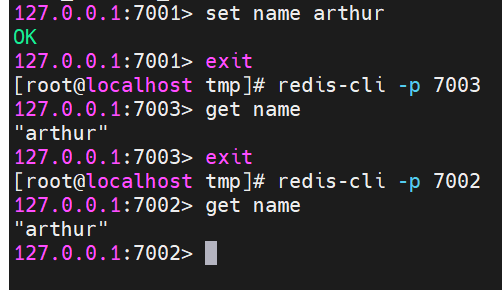 127.0.0.1:7001> set name arthur
OK
127.0.0.1:7001> exit
[root@localhost tmp]# redis-cli -p 7003
127.0.0.1:7003> get name
"arthur"
127.0.0.1:7003> exit
[root@localhost tmp]# redis-cli -p 7002
127.0.0.1:7002> get name
"arthur"
127.0.0.1:7002>